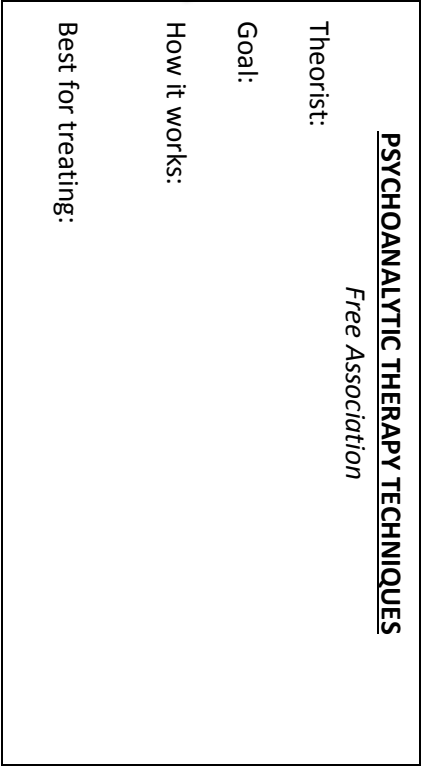 PSYCHOANALYTIC THERAPY TECHNIQUES
Free Association
Theorist:
Goal:
How it works:
Best for treating: